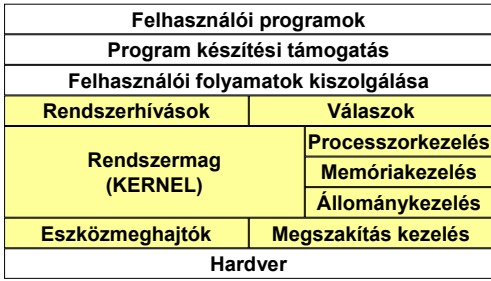 Felhasználói programok
Program készítési támogatás
Felhasználói folyamatok kiszolgálása
Rendszerhívások
Válaszok
Rendszermag
(KERNEL)
Processzorkezelés
Memóriakezelés
Állománykezelés
Eszközmeghajtók
Megszakítás kezelés
Hardver